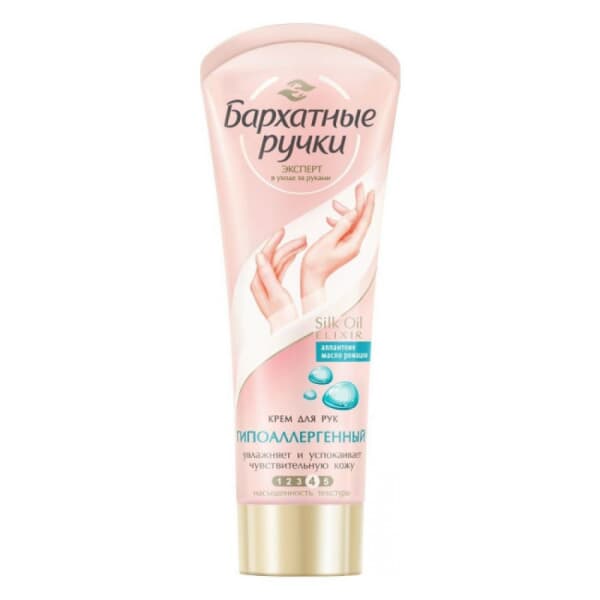 Бархатные
ручки
ЭКСПЕРТ
в уходе за руками
Silk Oil
ELIXIR
аллантоин
масло ромашки
КРЕМ ДЛЯ РУК
ГИПОАЛЛЕРГЕННЫЙ
увлажняет и успокаивает
чувствительную кожу
1 2 3 4 5
насыщенность текстуры